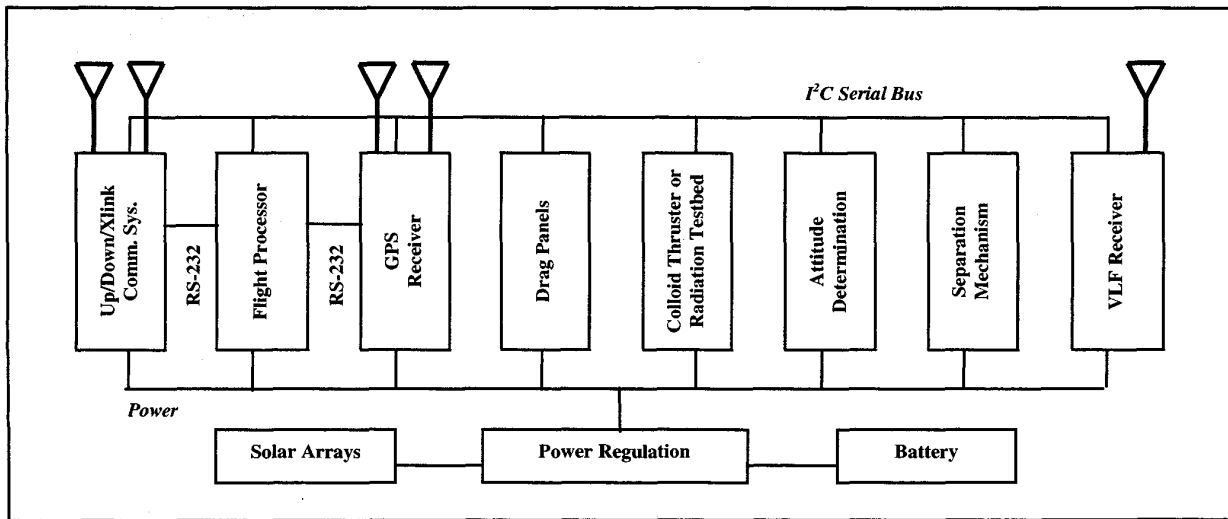 I²C Serial Bus
Up/Down/Xlink
Comm. Sys.
RS-232
Flight Processor
RS-232
GPS
Receiver
Drag Panels
Colloid Thruster or
Radiation Testbed
Attitude
Determination
Separation
Mechanism
VLF Receiver
Power
Solar Arrays
Power Regulation
Battery